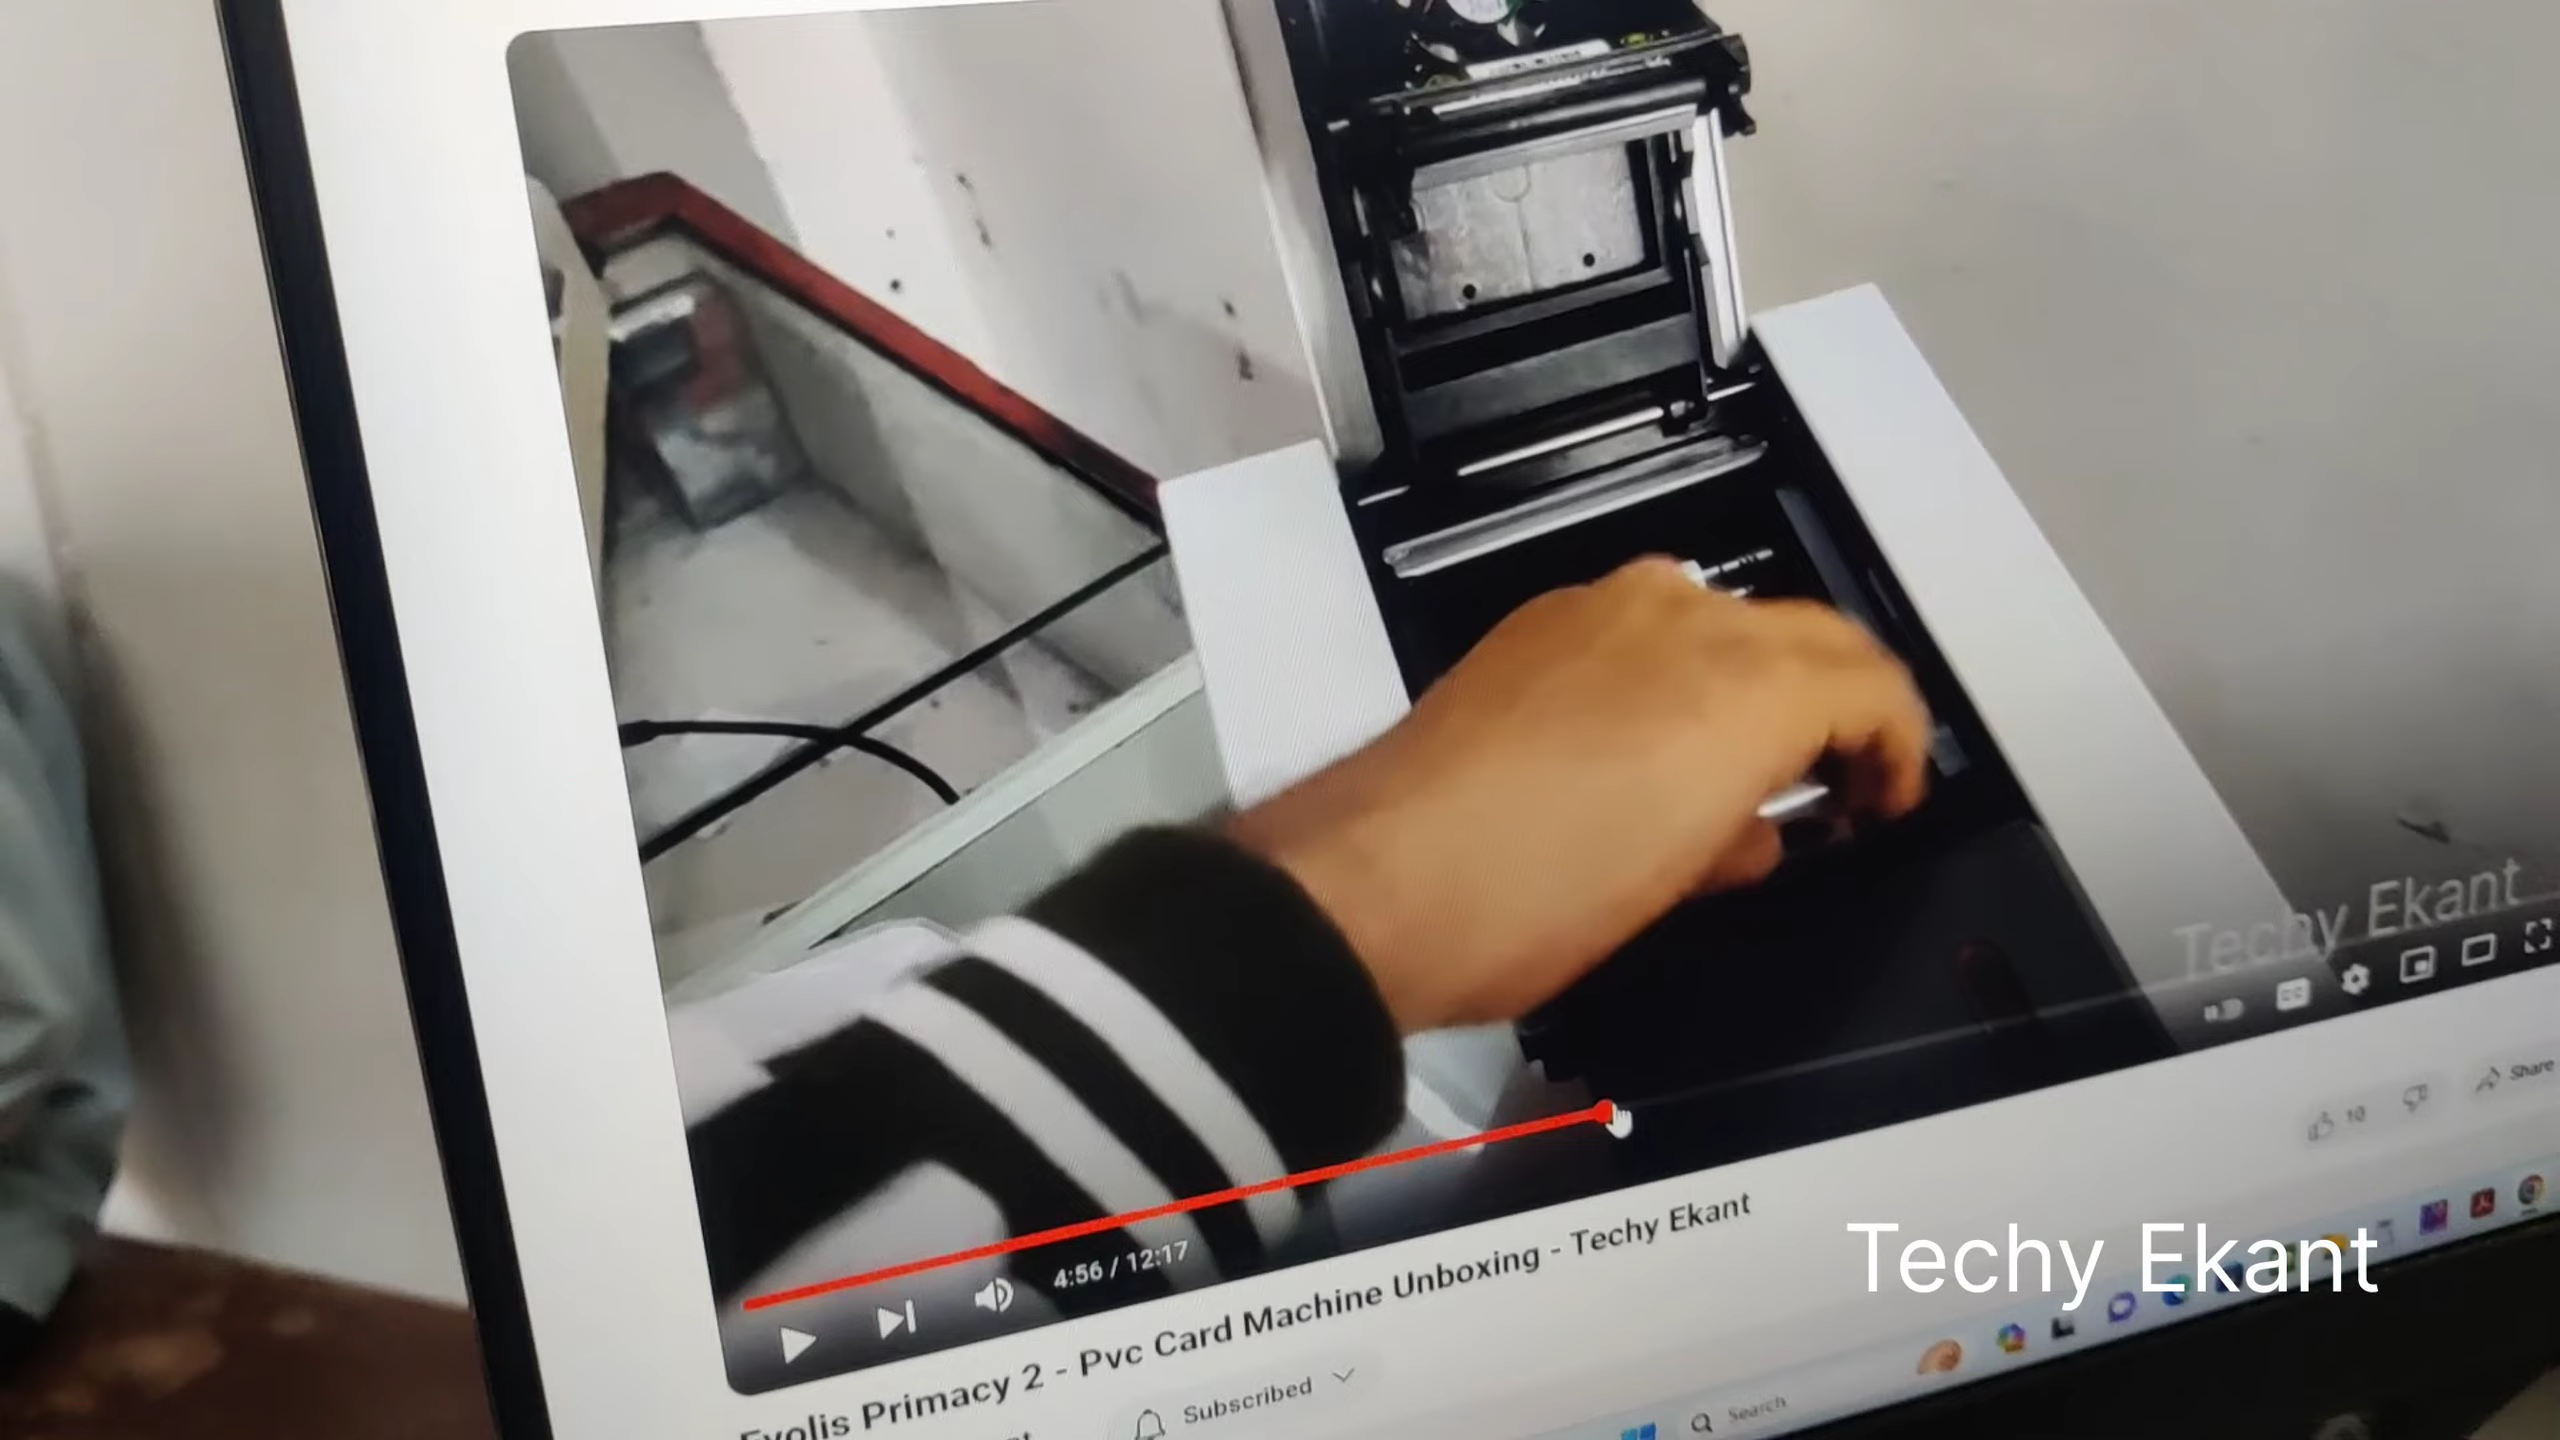 Techy Ekant
4:56 / 12:17
10
Share
Evolis Primacy 2 - Pvc Card Machine Unboxing - Techy Ekant
Subscribed
Search
Techy Ekant